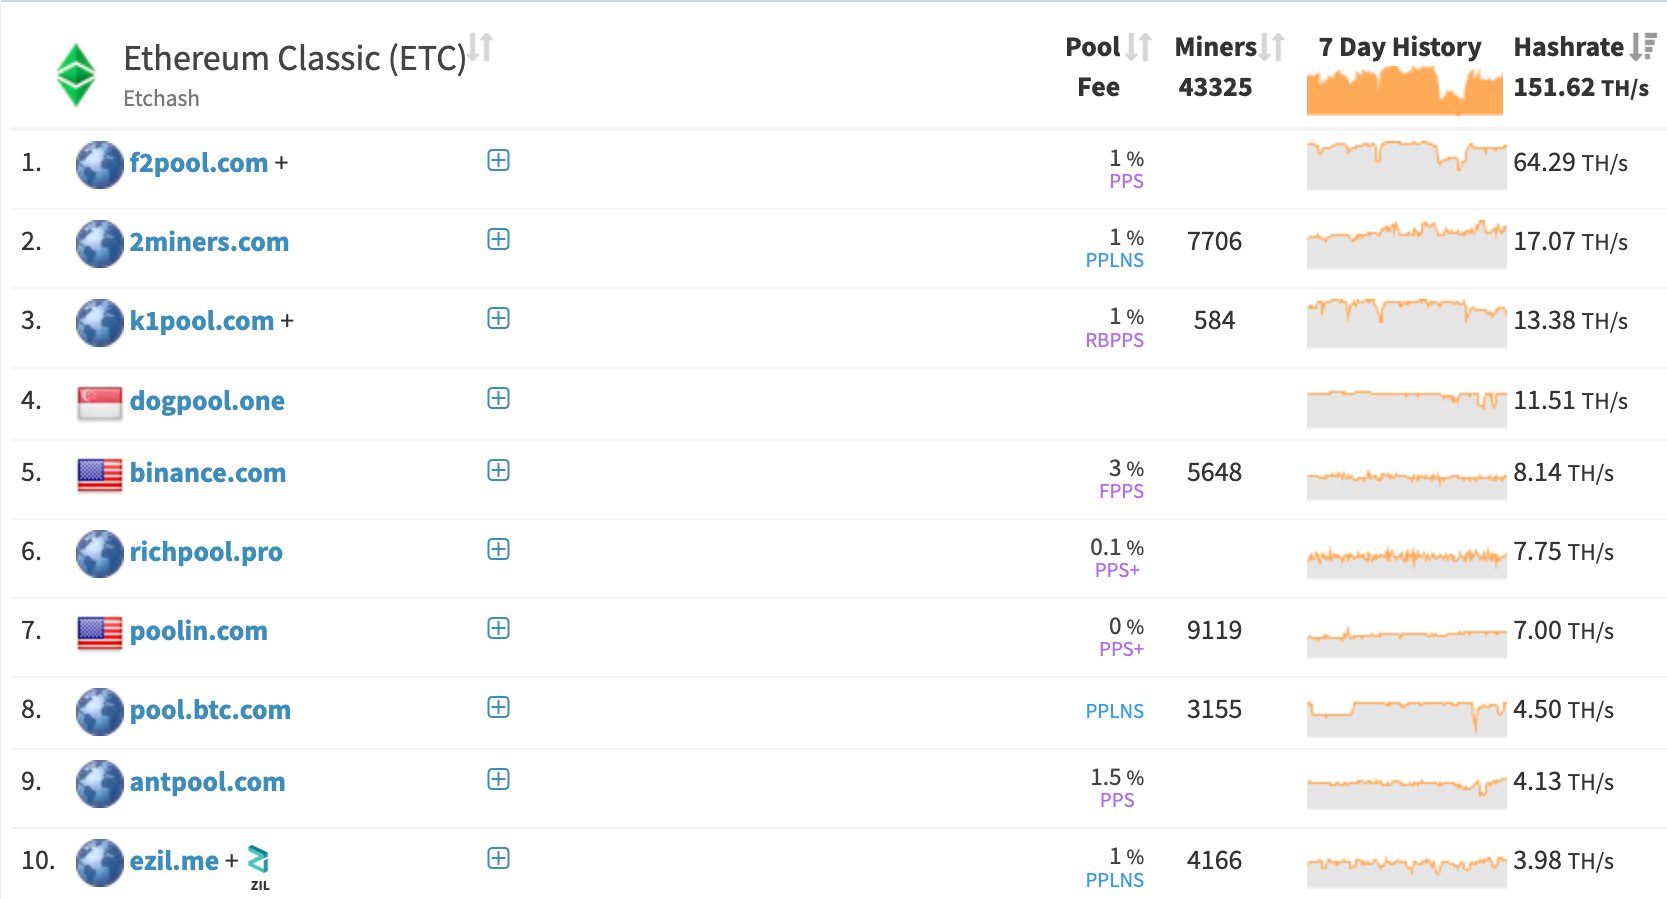 Ethereum Classic (ETC)
Etchash
Pool Fee
Miners 43325
7 Day History
Hashrate 151.62 TH/s
1. f2pool.com + 1 % PPS 64.29 TH/s
2. 2miners.com 1 % PPLNS 7706 17.07 TH/s
3. k1pool.com + 1 % RBPPS 584 13.38 TH/s
4. dogpool.one 11.51 TH/s
5. binance.com 3 % FPPS 5648 8.14 TH/s
6. richpool.pro 0.1 % PPS+ 7.75 TH/s
7. poolin.com 0 % PPS+ 9119 7.00 TH/s
8. pool.btc.com PPLNS 3155 4.50 TH/s
9. antpool.com 1.5 % PPS 4.13 TH/s
10. ezil.me + ZIL 1 % PPLNS 4166 3.98 TH/s